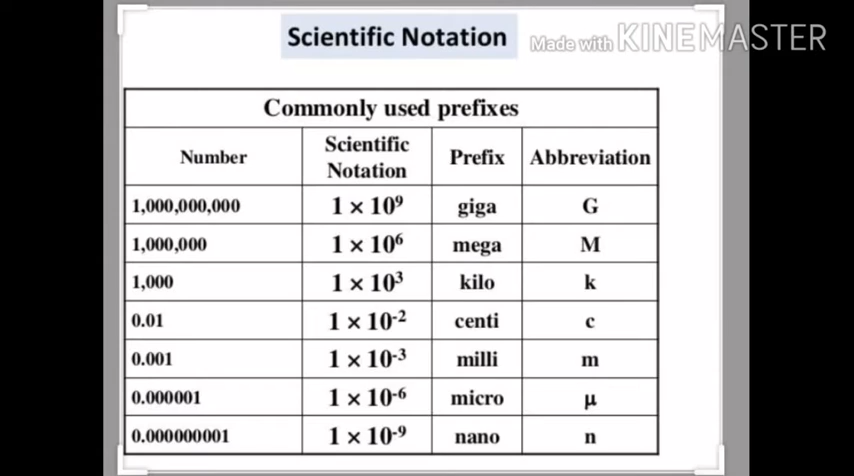 Scientific Notation
Made with KINEMASTER
Commonly used prefixes
Number Scientific Notation Prefix Abbreviation
1,000,000,000 1 × 10⁹ giga G
1,000,000 1 × 10⁶ mega M
1,000 1 × 10³ kilo k
0.01 1 × 10⁻² centi c
0.001 1 × 10⁻³ milli m
0.000001 1 × 10⁻⁶ micro μ
0.000000001 1 × 10⁻⁹ nano n